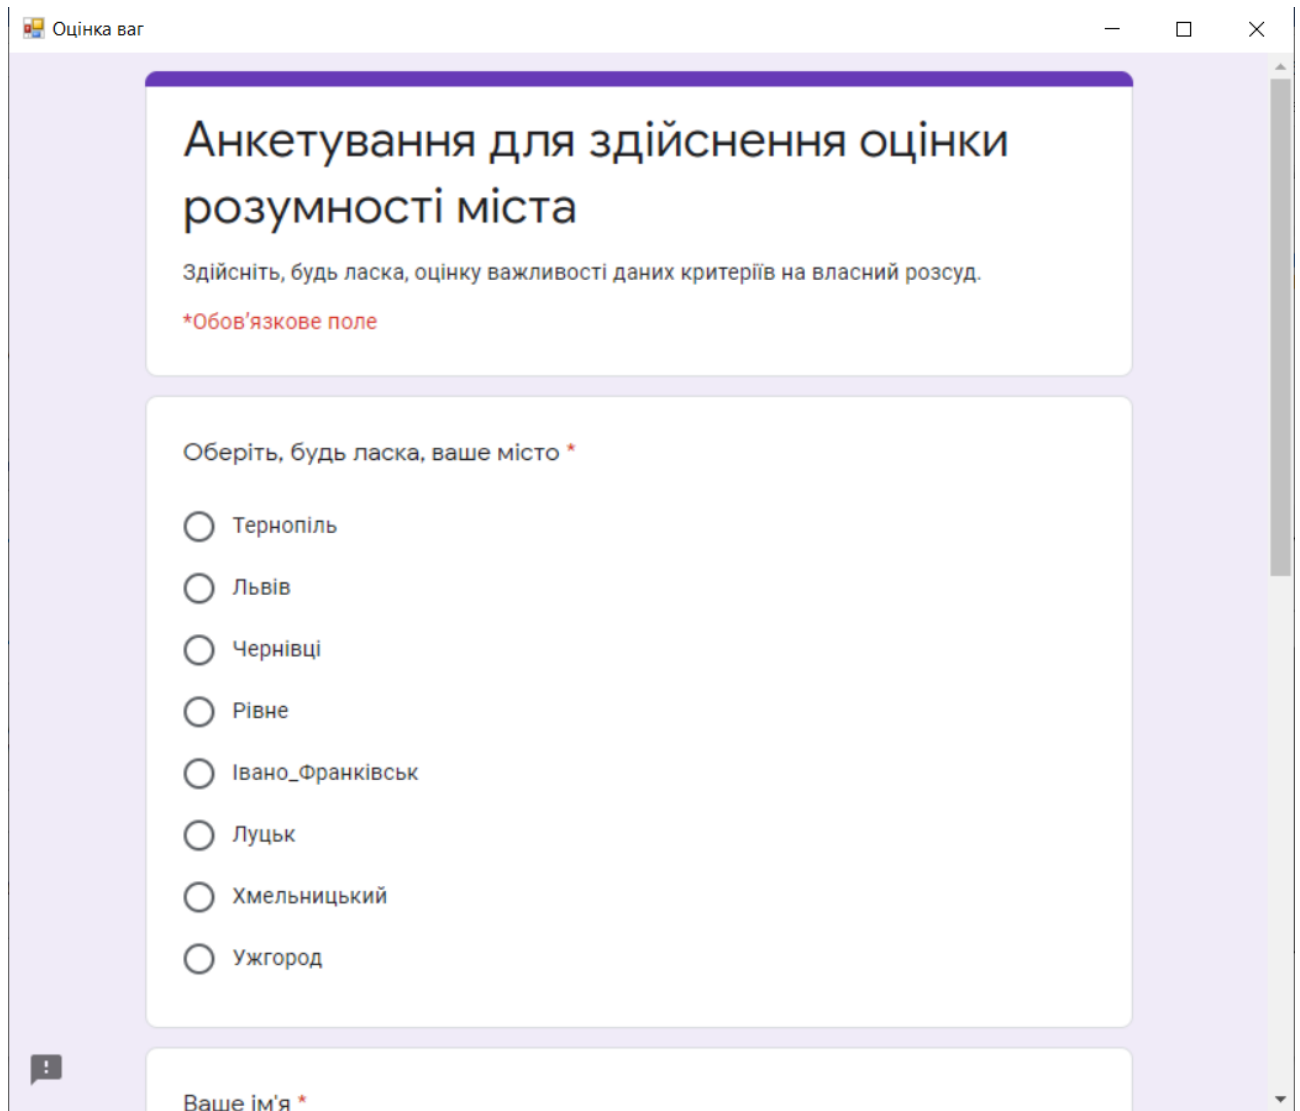 Оцінка ваг
Анкетування для здійснення оцінки
розумності міста
Здійсніть, будь ласка, оцінку важливості даних критеріїв на власний розсуд.
*Обов'язкове поле
Оберіть, будь ласка, ваше місто *
Тернопіль
Львів
Чернівці
Рівне
Івано_Франківськ
Луцьк
Хмельницький
Ужгород
Ваше ім'я *